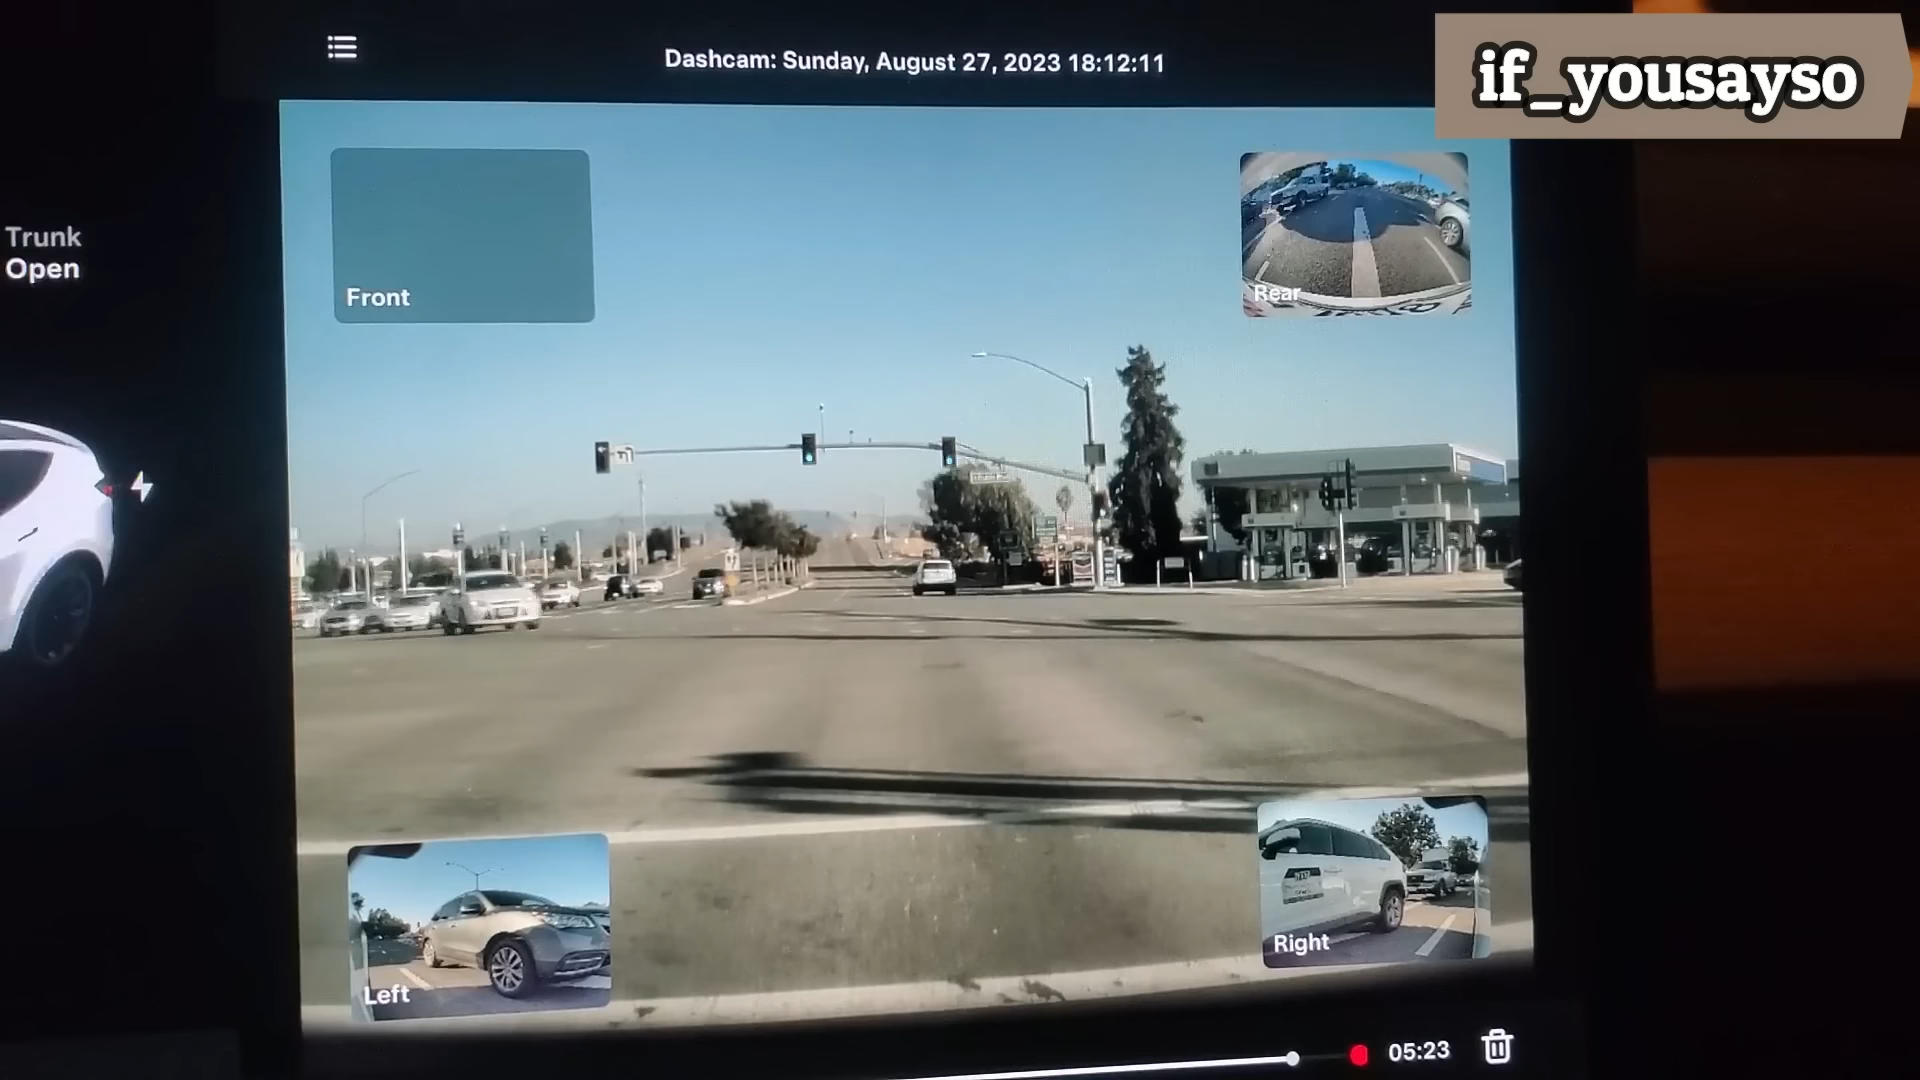 Dashcam: Sunday, August 27, 2023 18:12:11
if_yousayso
Trunk
Open
Front
Rear
Left
Right
05:23